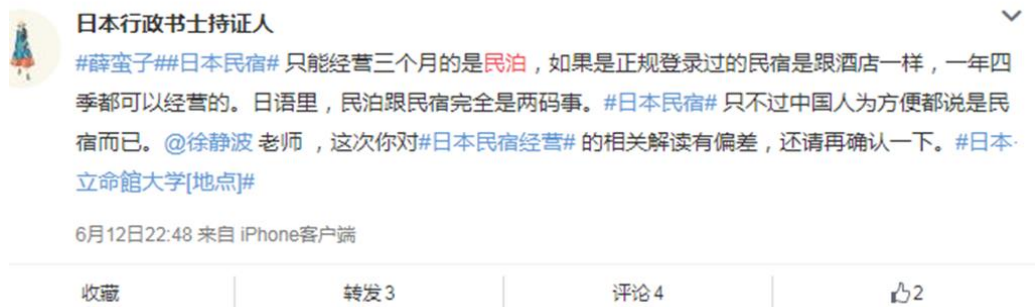 日本行政书士持证人
#薛蛮子##日本民宿# 只能经营三个月的是民泊，如果是正规登录过的民宿是跟酒店一样，一年四
季都可以经营的。日语里，民泊跟民宿完全是两码事。#日本民宿# 只不过中国人为方便都说是民
宿而已。@徐静波 老师 ，这次你对#日本民宿经营# 的相关解读有偏差，还请再确认一下。#日本·
立命館大学[地点]#
6月12日22:48 来自 iPhone客户端
收藏 转发 3 评论 4 2